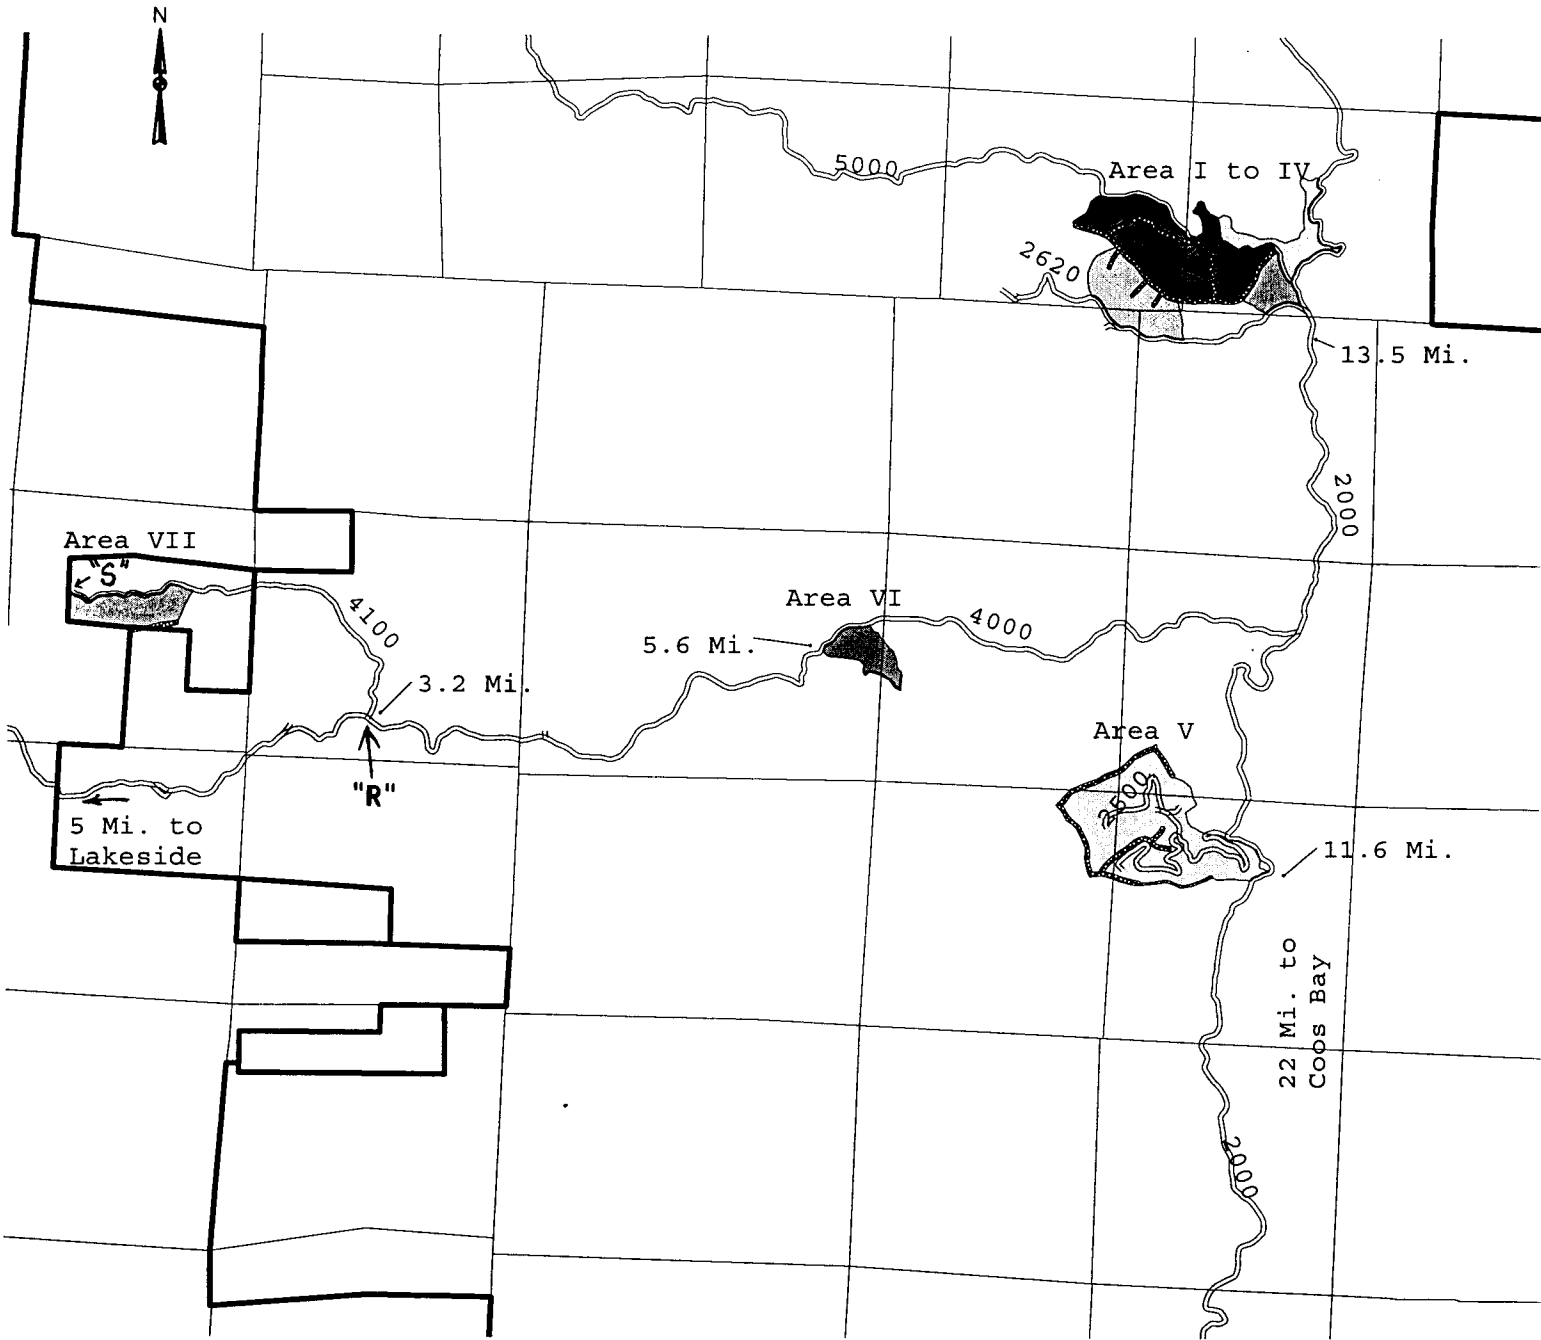 N
5000
Area I to IV
2620
13.5 Mi.
2000
Area VII
"S"
4100
Area VI
4000
5.6 Mi.
3.2 Mi.
"R"
Area V
2500
5 Mi. to
Lakeside
11.6 Mi.
22 Mi. to
Coos Bay
2000